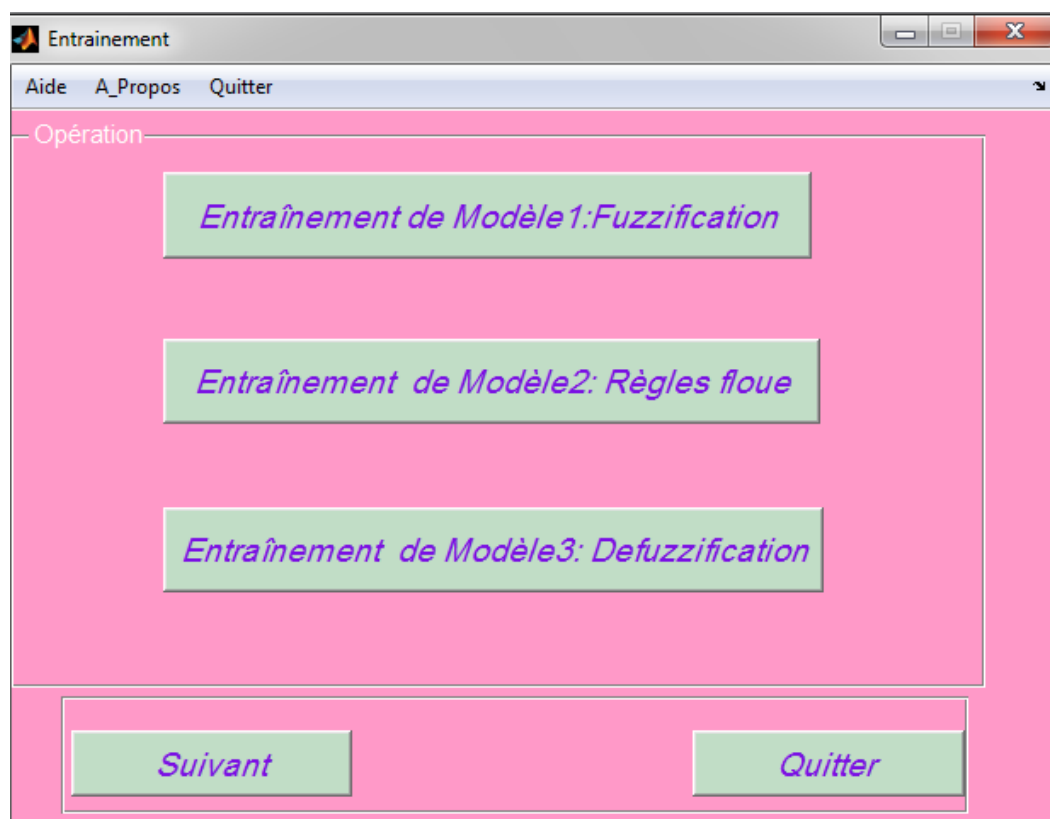 Entrainement
Aide A_Propos Quitter
Opération
Entraînement de Modèle1:Fuzzification
Entraînement de Modèle2: Règles floue
Entraînement de Modèle3: Defuzzification
Suivant Quitter